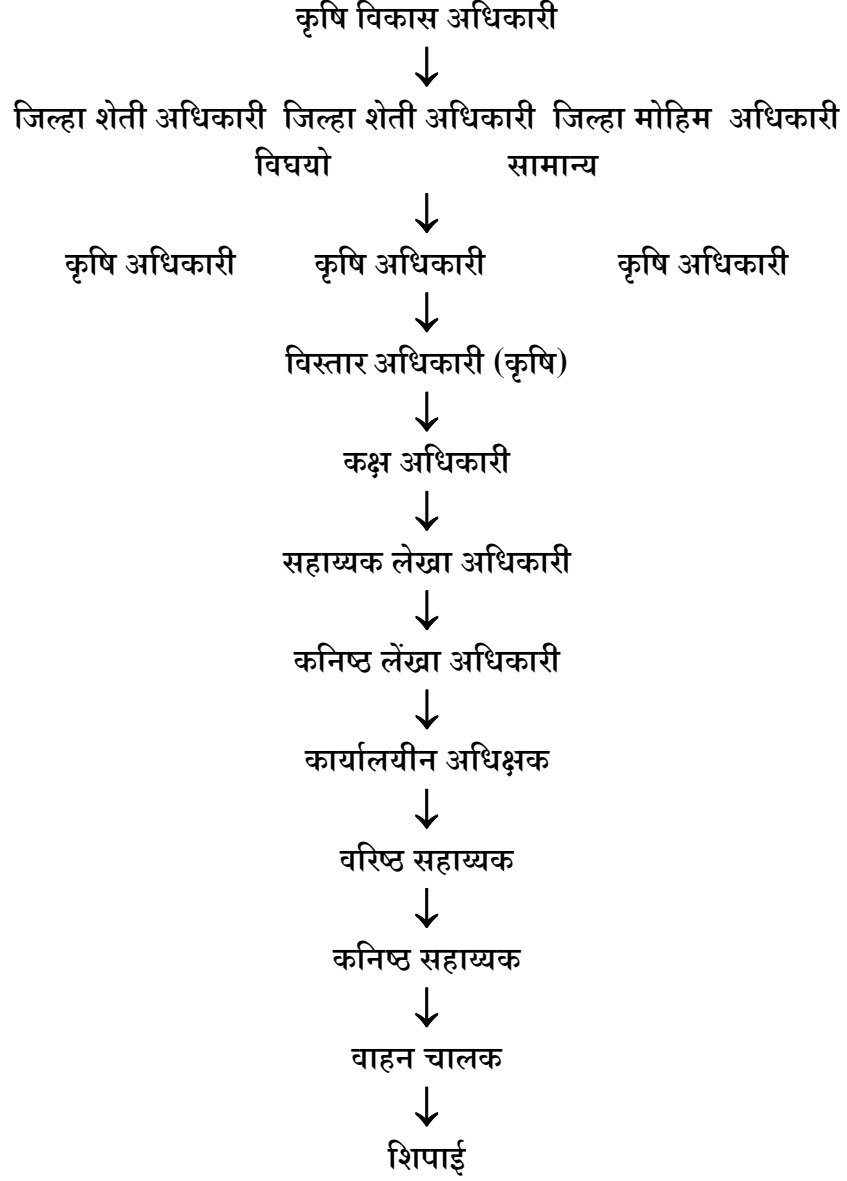 कृषि विकास अधिकारी
जिल्हा शेती अधिकारी जिल्हा शेती अधिकारी जिल्हा मोहिम अधिकारी
विघयो सामान्य
कृषि अधिकारी कृषि अधिकारी कृषि अधिकारी
विस्तार अधिकारी (कृषि)
कक्ष अधिकारी
सहाय्यक लेखा अधिकारी
कनिष्ठ लेंखा अधिकारी
कार्यालयीन अधिक्षक
वरिष्ठ सहाय्यक
कनिष्ठ सहाय्यक
वाहन चालक
शिपाई